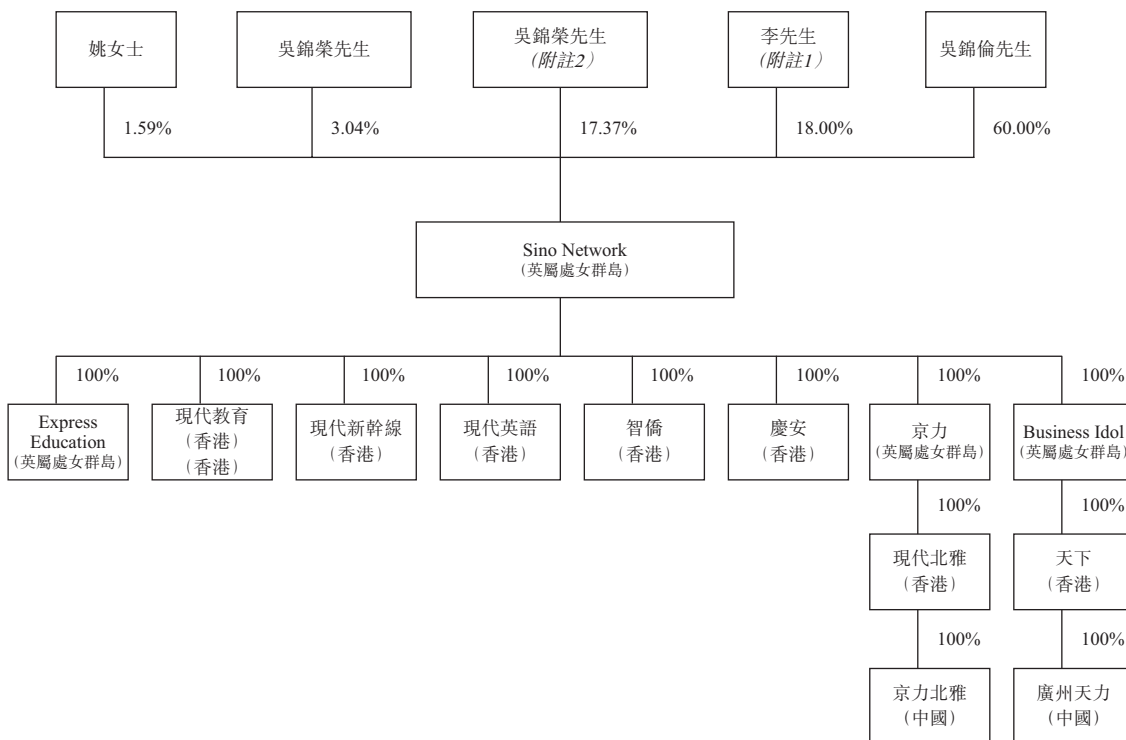 姚女士
吳錦榮先生
吳錦榮先生
(附註2)
李先生
(附註1)
吳錦倫先生
1.59%
3.04%
17.37%
18.00%
60.00%
Sino Network
(英屬處女群島)
100%
100%
100%
100%
100%
100%
100%
100%
Express
Education
(英屬處女群島)
現代教育
(香港)
(香港)
現代新幹線
(香港)
現代英語
(香港)
智僑
(香港)
慶安
(香港)
京力
(英屬處女群島)
Business Idol
(英屬處女群島)
100%
100%
現代北雅
(香港)
天下
(香港)
100%
100%
京力北雅
(中國)
廣州天力
(中國)